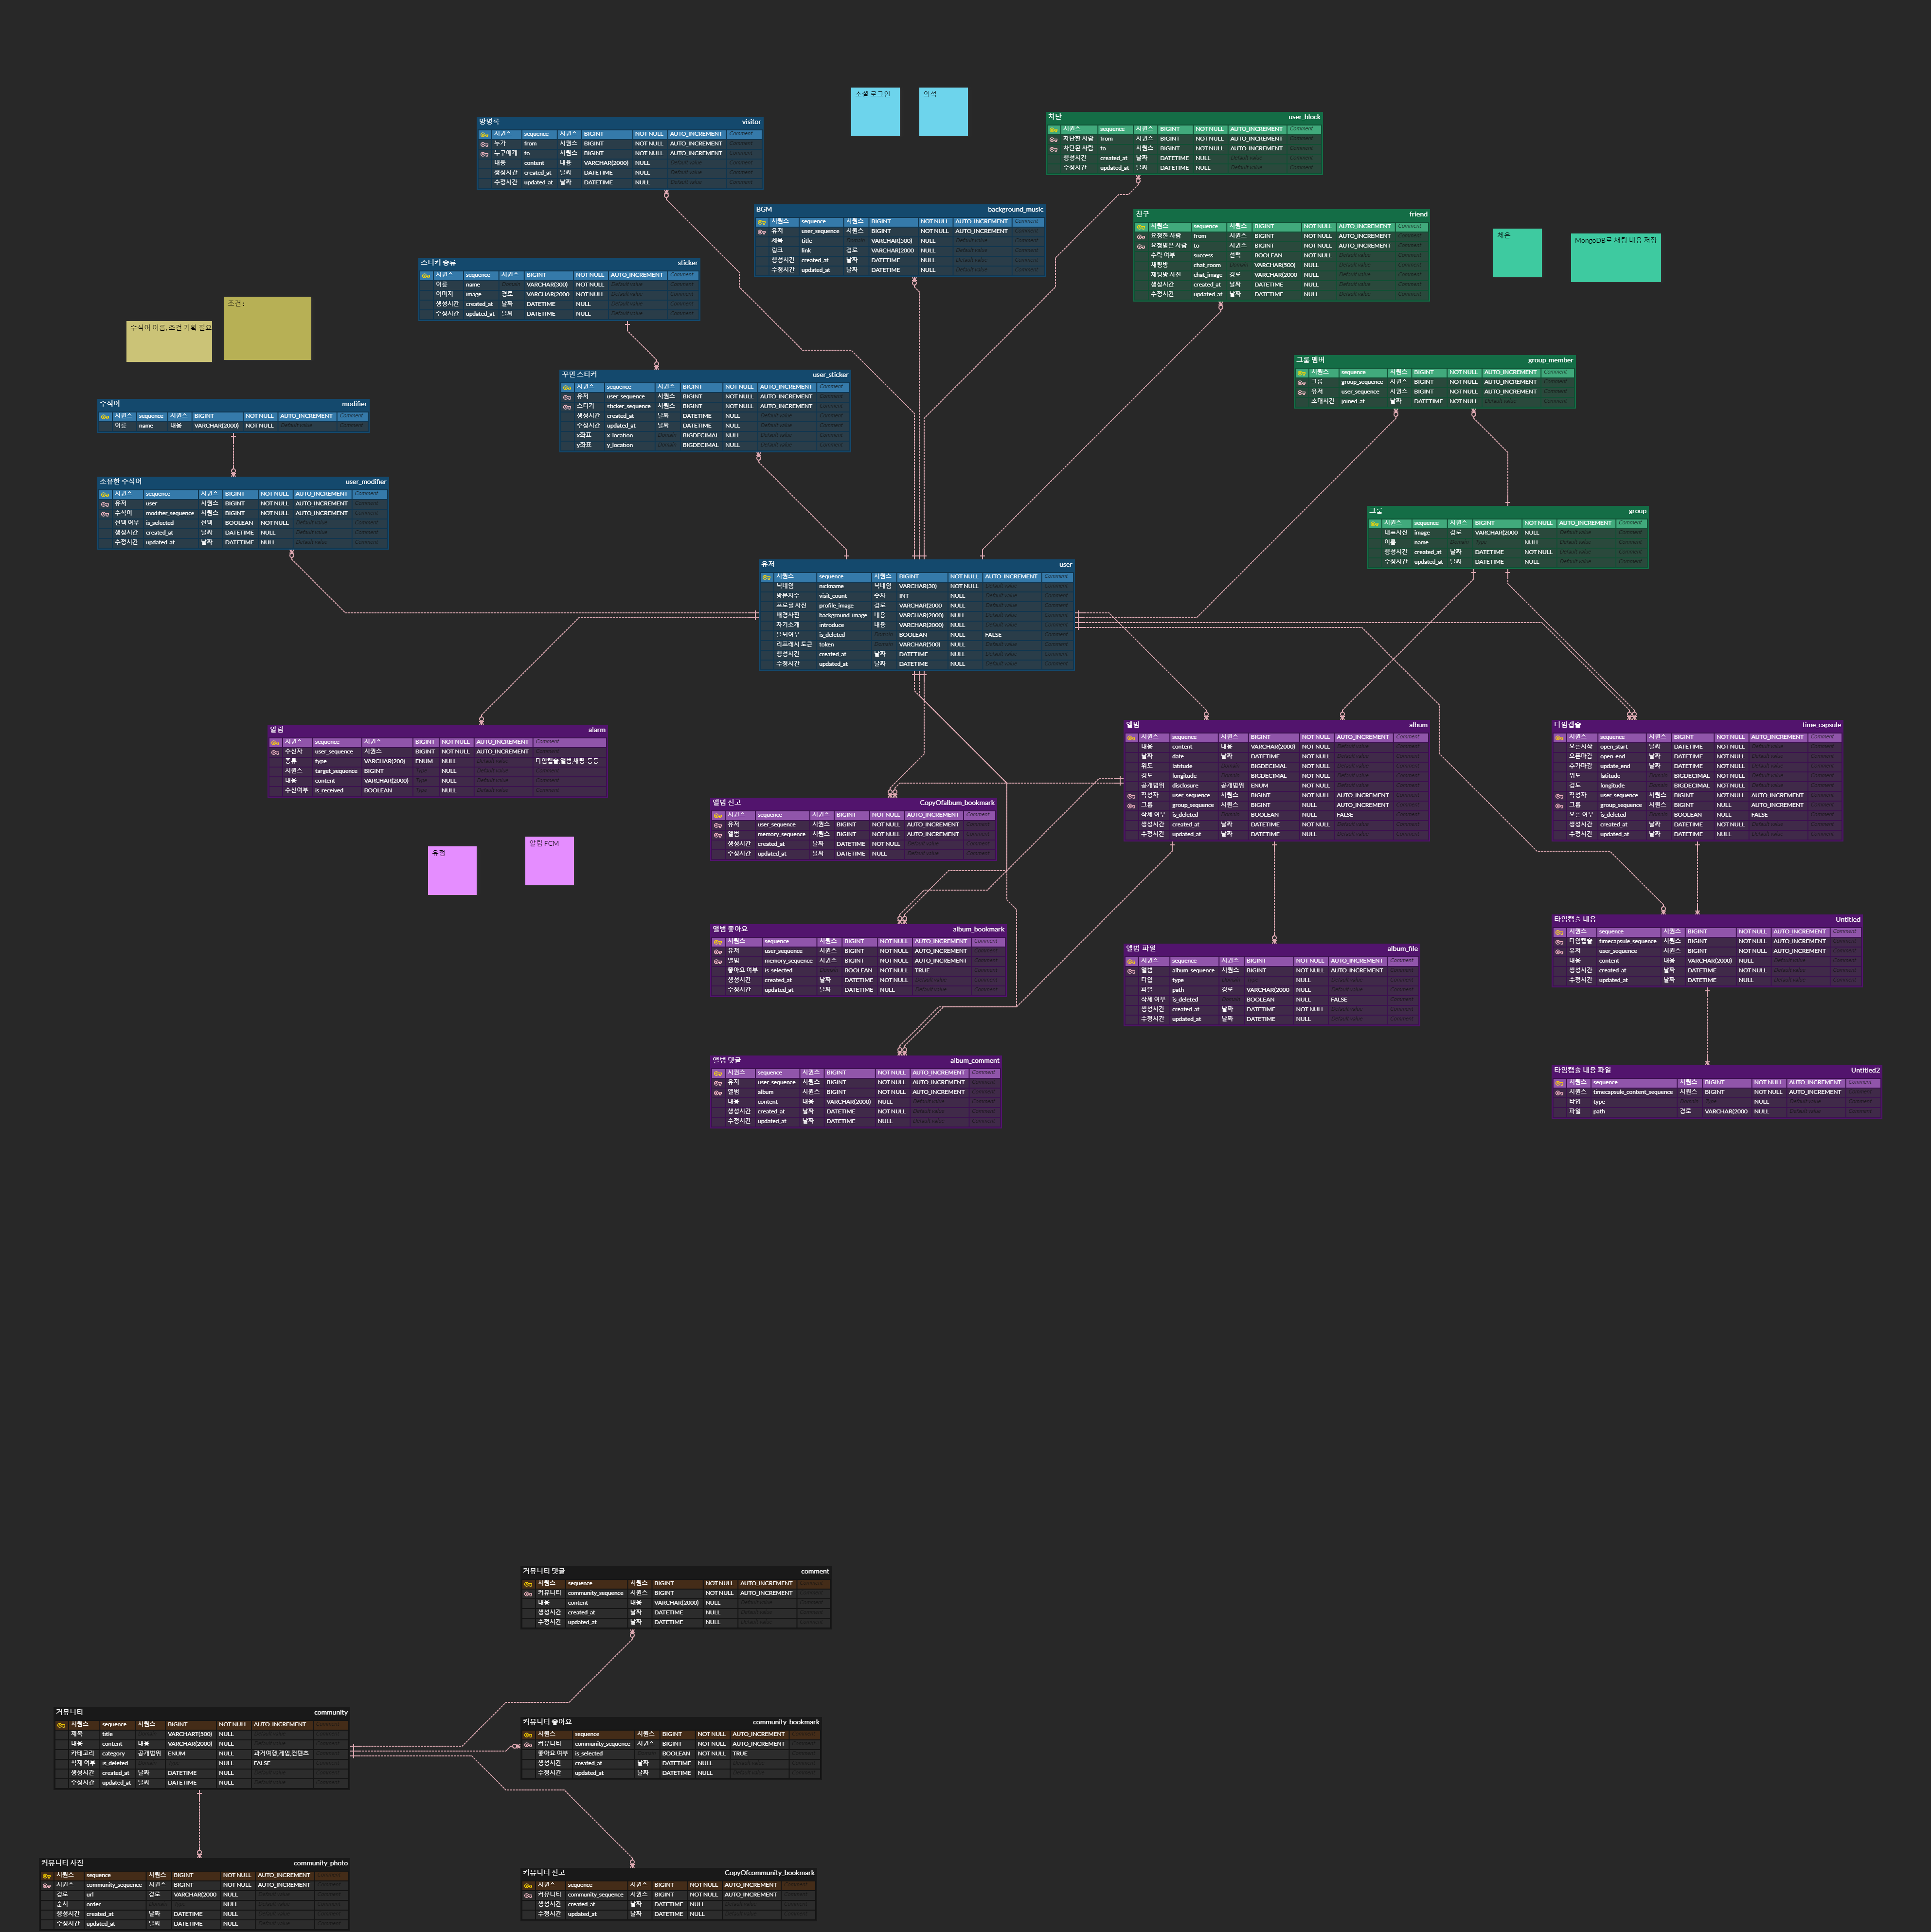 소셜 로그인
의석
방명록 visitor
시퀀스 sequence 시퀀스 BIGINT NOT NULL AUTO_INCREMENT Comment
누가 from 시퀀스 BIGINT NOT NULL AUTO_INCREMENT Comment
누구에게 to 시퀀스 BIGINT NOT NULL AUTO_INCREMENT Comment
내용 content 내용 VARCHAR(2000) NULL Default value Comment
생성시간 created_at 날짜 DATETIME NULL Default value Comment
수정시간 updated_at 날짜 DATETIME NULL Default value Comment
차단 user_block
시퀀스 sequence 시퀀스 BIGINT NOT NULL AUTO_INCREMENT Comment
차단한 사람 from 시퀀스 BIGINT NOT NULL AUTO_INCREMENT Comment
차단된 사람 to 시퀀스 BIGINT NOT NULL AUTO_INCREMENT Comment
생성시간 created_at 날짜 DATETIME NULL Default value Comment
수정시간 updated_at 날짜 DATETIME NULL Default value Comment
BGM background_music
시퀀스 sequence 시퀀스 BIGINT NOT NULL AUTO_INCREMENT Comment
유저 user_sequence 시퀀스 BIGINT NOT NULL AUTO_INCREMENT Comment
제목 title Domain VARCHAR(500) NULL Default value Comment
링크 link 경로 VARCHAR(2000 NULL Default value Comment
생성시간 created_at 날짜 DATETIME NULL Default value Comment
수정시간 updated_at 날짜 DATETIME NULL Default value Comment
친구 friend
시퀀스 sequence 시퀀스 BIGINT NOT NULL AUTO_INCREMENT Comment
요청한 사람 from 시퀀스 BIGINT NOT NULL AUTO_INCREMENT Comment
요청받은 사람 to 시퀀스 BIGINT NOT NULL AUTO_INCREMENT Comment
수락 여부 success 선택 BOOLEAN NOT NULL Default value Comment
채팅방 chat_room Domain VARCHAR(500) NULL Default value Comment
채팅방 사진 chat_image 경로 VARCHAR(2000 NULL Default value Comment
생성시간 created_at 날짜 DATETIME NULL Default value Comment
수정시간 updated_at 날짜 DATETIME NULL Default value Comment
채운
MongoDB로 채팅 내용 저장
스티커 종류 sticker
시퀀스 sequence 시퀀스 BIGINT NOT NULL AUTO_INCREMENT Comment
이름 name Domain VARCHAR(300) NOT NULL Default value Comment
이미지 image 경로 VARCHAR(2000 NOT NULL Default value Comment
생성시간 created_at 날짜 DATETIME NULL Default value Comment
수정시간 updated_at 날짜 DATETIME NULL Default value Comment
조건 :
수식어 이름, 조건 기획 필요
꾸민 스티커 user_sticker
시퀀스 sequence 시퀀스 BIGINT NOT NULL AUTO_INCREMENT Comment
유저 user_sequence 시퀀스 BIGINT NOT NULL AUTO_INCREMENT Comment
스티커 sticker_sequence 시퀀스 BIGINT NOT NULL AUTO_INCREMENT Comment
생성시간 created_at 날짜 DATETIME NULL Default value Comment
수정시간 updated_at 날짜 DATETIME NULL Default value Comment
x좌표 x_location Domain BIGDECIMAL NULL Default value Comment
y좌표 y_location Domain BIGDECIMAL NULL Default value Comment
그룹 멤버 group_member
시퀀스 sequence 시퀀스 BIGINT NOT NULL AUTO_INCREMENT Comment
그룹 group_sequence 시퀀스 BIGINT NOT NULL AUTO_INCREMENT Comment
유저 user_sequence 시퀀스 BIGINT NOT NULL AUTO_INCREMENT Comment
초대시간 joined_at 날짜 DATETIME NOT NULL Default value Comment
수식어 modifier
시퀀스 sequence 시퀀스 BIGINT NOT NULL AUTO_INCREMENT Comment
이름 name 내용 VARCHAR(2000) NOT NULL Default value Comment
소유한 수식어 user_modifier
시퀀스 sequence 시퀀스 BIGINT NOT NULL AUTO_INCREMENT Comment
유저 user 시퀀스 BIGINT NOT NULL AUTO_INCREMENT Comment
수식어 modifier_sequence 시퀀스 BIGINT NOT NULL AUTO_INCREMENT Comment
선택 여부 is_selected 선택 BOOLEAN NOT NULL Default value Comment
생성시간 created_at 날짜 DATETIME NULL Default value Comment
수정시간 updated_at 날짜 DATETIME NULL Default value Comment
그룹 group
시퀀스 sequence 시퀀스 BIGINT NOT NULL AUTO_INCREMENT Comment
대표사진 image 경로 VARCHAR(2000 NULL Default value Comment
이름 name Domain Type NULL Default value Comment
생성시간 created_at 날짜 DATETIME NOT NULL Default value Comment
수정시간 updated_at 날짜 DATETIME NULL Default value Comment
유저 user
시퀀스 sequence 시퀀스 BIGINT NOT NULL AUTO_INCREMENT Comment
닉네임 nickname 닉네임 VARCHAR(30) NOT NULL Default value Comment
방문자수 visit_count 숫자 INT NULL Default value Comment
프로필 사진 profile_image 경로 VARCHAR(2000 NULL Default value Comment
배경사진 background_image 내용 VARCHAR(2000) NULL Default value Comment
자기소개 introduce 내용 VARCHAR(2000) NULL Default value Comment
탈퇴여부 is_deleted Domain BOOLEAN NULL FALSE Comment
리프레시 토큰 token Domain VARCHAR(500) NULL Default value Comment
생성시간 created_at 날짜 DATETIME NULL Default value Comment
수정시간 updated_at 날짜 DATETIME NULL Default value Comment
알림 alarm
시퀀스 sequence 시퀀스 BIGINT NOT NULL AUTO_INCREMENT Comment
수신자 user_sequence 시퀀스 BIGINT NOT NULL AUTO_INCREMENT Comment
종류 type VARCHAR(200) ENUM NULL Default value 타임캡슐,앨범,채팅,등등
시퀀스 target_sequence BIGINT Type NULL Default value Comment
내용 content VARCHAR(2000) Type NULL Default value Comment
수신여부 is_received BOOLEAN Type NULL Default value Comment
앨범 album
시퀀스 sequence 시퀀스 BIGINT NOT NULL AUTO_INCREMENT Comment
내용 content 내용 VARCHAR(2000) NOT NULL Default value Comment
날짜 date 날짜 DATETIME NOT NULL Default value Comment
위도 latitude Domain BIGDECIMAL NOT NULL Default value Comment
경도 longitude Domain BIGDECIMAL NOT NULL Default value Comment
공개범위 disclosure 공개범위 ENUM NOT NULL Default value Comment
작성자 user_sequence 시퀀스 BIGINT NOT NULL AUTO_INCREMENT Comment
그룹 group_sequence 시퀀스 BIGINT NULL AUTO_INCREMENT Comment
삭제 여부 is_deleted Domain BOOLEAN NULL FALSE Comment
생성시간 created_at 날짜 DATETIME NOT NULL Default value Comment
수정시간 updated_at 날짜 DATETIME NULL Default value Comment
타임캡슐 time_capsule
시퀀스 sequence 시퀀스 BIGINT NOT NULL AUTO_INCREMENT Comment
오픈시작 open_start 날짜 DATETIME NOT NULL Default value Comment
오픈마감 open_end 날짜 DATETIME NOT NULL Default value Comment
추가마감 update_end 날짜 DATETIME NOT NULL Default value Comment
위도 latitude Domain BIGDECIMAL NOT NULL Default value Comment
경도 longitude Domain BIGDECIMAL NOT NULL Default value Comment
작성자 user_sequence 시퀀스 BIGINT NOT NULL AUTO_INCREMENT Comment
그룹 group_sequence 시퀀스 BIGINT NULL AUTO_INCREMENT Comment
오픈 여부 is_deleted Domain BOOLEAN NULL FALSE Comment
생성시간 created_at 날짜 DATETIME NOT NULL Default value Comment
수정시간 updated_at 날짜 DATETIME NULL Default value Comment
앨범 신고 CopyOfalbum_bookmark
시퀀스 sequence 시퀀스 BIGINT NOT NULL AUTO_INCREMENT Comment
유저 user_sequence 시퀀스 BIGINT NOT NULL AUTO_INCREMENT Comment
앨범 memory_sequence 시퀀스 BIGINT NOT NULL AUTO_INCREMENT Comment
생성시간 created_at 날짜 DATETIME NOT NULL Default value Comment
수정시간 updated_at 날짜 DATETIME NULL Default value Comment
유정
알림 FCM
앨범 좋아요 album_bookmark
시퀀스 sequence 시퀀스 BIGINT NOT NULL AUTO_INCREMENT Comment
유저 user_sequence 시퀀스 BIGINT NOT NULL AUTO_INCREMENT Comment
앨범 memory_sequence 시퀀스 BIGINT NOT NULL AUTO_INCREMENT Comment
좋아요 여부 is_selected Domain BOOLEAN NOT NULL TRUE Comment
생성시간 created_at 날짜 DATETIME NOT NULL Default value Comment
수정시간 updated_at 날짜 DATETIME NULL Default value Comment
앨범 파일 album_file
시퀀스 sequence 시퀀스 BIGINT NOT NULL AUTO_INCREMENT Comment
앨범 album_sequence 시퀀스 BIGINT NOT NULL AUTO_INCREMENT Comment
타입 type Domain Type NULL Default value Comment
파일 path 경로 VARCHAR(2000 NULL Default value Comment
삭제 여부 is_deleted Domain BOOLEAN NULL FALSE Comment
생성시간 created_at 날짜 DATETIME NOT NULL Default value Comment
수정시간 updated_at 날짜 DATETIME NULL Default value Comment
타임캡슐 내용 Untitled
시퀀스 sequence 시퀀스 BIGINT NOT NULL AUTO_INCREMENT Comment
타임캡슐 timecapsule_sequence 시퀀스 BIGINT NOT NULL AUTO_INCREMENT Comment
유저 user_sequence 시퀀스 BIGINT NOT NULL AUTO_INCREMENT Comment
내용 content 내용 VARCHAR(2000) NULL Default value Comment
생성시간 created_at 날짜 DATETIME NOT NULL Default value Comment
수정시간 updated_at 날짜 DATETIME NULL Default value Comment
앨범 댓글 album_comment
시퀀스 sequence 시퀀스 BIGINT NOT NULL AUTO_INCREMENT Comment
유저 user_sequence 시퀀스 BIGINT NOT NULL AUTO_INCREMENT Comment
앨범 album 시퀀스 BIGINT NOT NULL AUTO_INCREMENT Comment
내용 content 내용 VARCHAR(2000) NULL Default value Comment
생성시간 created_at 날짜 DATETIME NOT NULL Default value Comment
수정시간 updated_at 날짜 DATETIME NULL Default value Comment
타임캡슐 내용 파일 Untitled2
시퀀스 sequence 시퀀스 BIGINT NOT NULL AUTO_INCREMENT Comment
시퀀스 timecapsule_content_sequence 시퀀스 BIGINT NOT NULL AUTO_INCREMENT Comment
타입 type Domain Type NULL Default value Comment
파일 path 경로 VARCHAR(2000 NULL Default value Comment
커뮤니티 댓글 comment
시퀀스 sequence 시퀀스 BIGINT NOT NULL AUTO_INCREMENT Comment
커뮤니티 community_sequence 시퀀스 BIGINT NOT NULL AUTO_INCREMENT Comment
내용 content 내용 VARCHAR(2000) NULL Default value Comment
생성시간 created_at 날짜 DATETIME NULL Default value Comment
수정시간 updated_at 날짜 DATETIME NULL Default value Comment
커뮤니티 community
시퀀스 sequence 시퀀스 BIGINT NOT NULL AUTO_INCREMENT Comment
제목 title VARCHART(500) NULL
내용 content 내용 VARCHAR(2000) NULL Default value Comment
카테고리 category 공개범위 ENUM NULL 과거여행,게임,컨텐츠 Comment
삭제 여부 is_deleted NULL FALSE Comment
생성시간 created_at 날짜 DATETIME NULL Default value Comment
수정시간 updated_at 날짜 DATETIME NULL Default value Comment
커뮤니티 좋아요 community_bookmark
시퀀스 sequence 시퀀스 BIGINT NOT NULL AUTO_INCREMENT Comment
커뮤니티 community_sequence 시퀀스 BIGINT NOT NULL AUTO_INCREMENT Comment
좋아요 여부 is_selected Domain BOOLEAN NOT NULL TRUE Comment
생성시간 created_at 날짜 DATETIME NULL Default value Comment
수정시간 updated_at 날짜 DATETIME NULL Default value Comment
커뮤니티 사진 community_photo
시퀀스 sequence 시퀀스 BIGINT NOT NULL AUTO_INCREMENT Comment
시퀀스 community_sequence 시퀀스 BIGINT NOT NULL AUTO_INCREMENT Comment
경로 url 경로 VARCHAR(2000 NULL Default value Comment
순서 order NULL Default value Comment
생성시간 created_at 날짜 DATETIME NULL Default value Comment
수정시간 updated_at 날짜 DATETIME NULL Default value Comment
커뮤니티 신고 CopyOfcommunity_bookmark
시퀀스 sequence 시퀀스 BIGINT NOT NULL AUTO_INCREMENT Comment
커뮤니티 community_sequence 시퀀스 BIGINT NOT NULL AUTO_INCREMENT Comment
생성시간 created_at 날짜 DATETIME NULL Default value Comment
수정시간 updated_at 날짜 DATETIME NULL Default value Comment